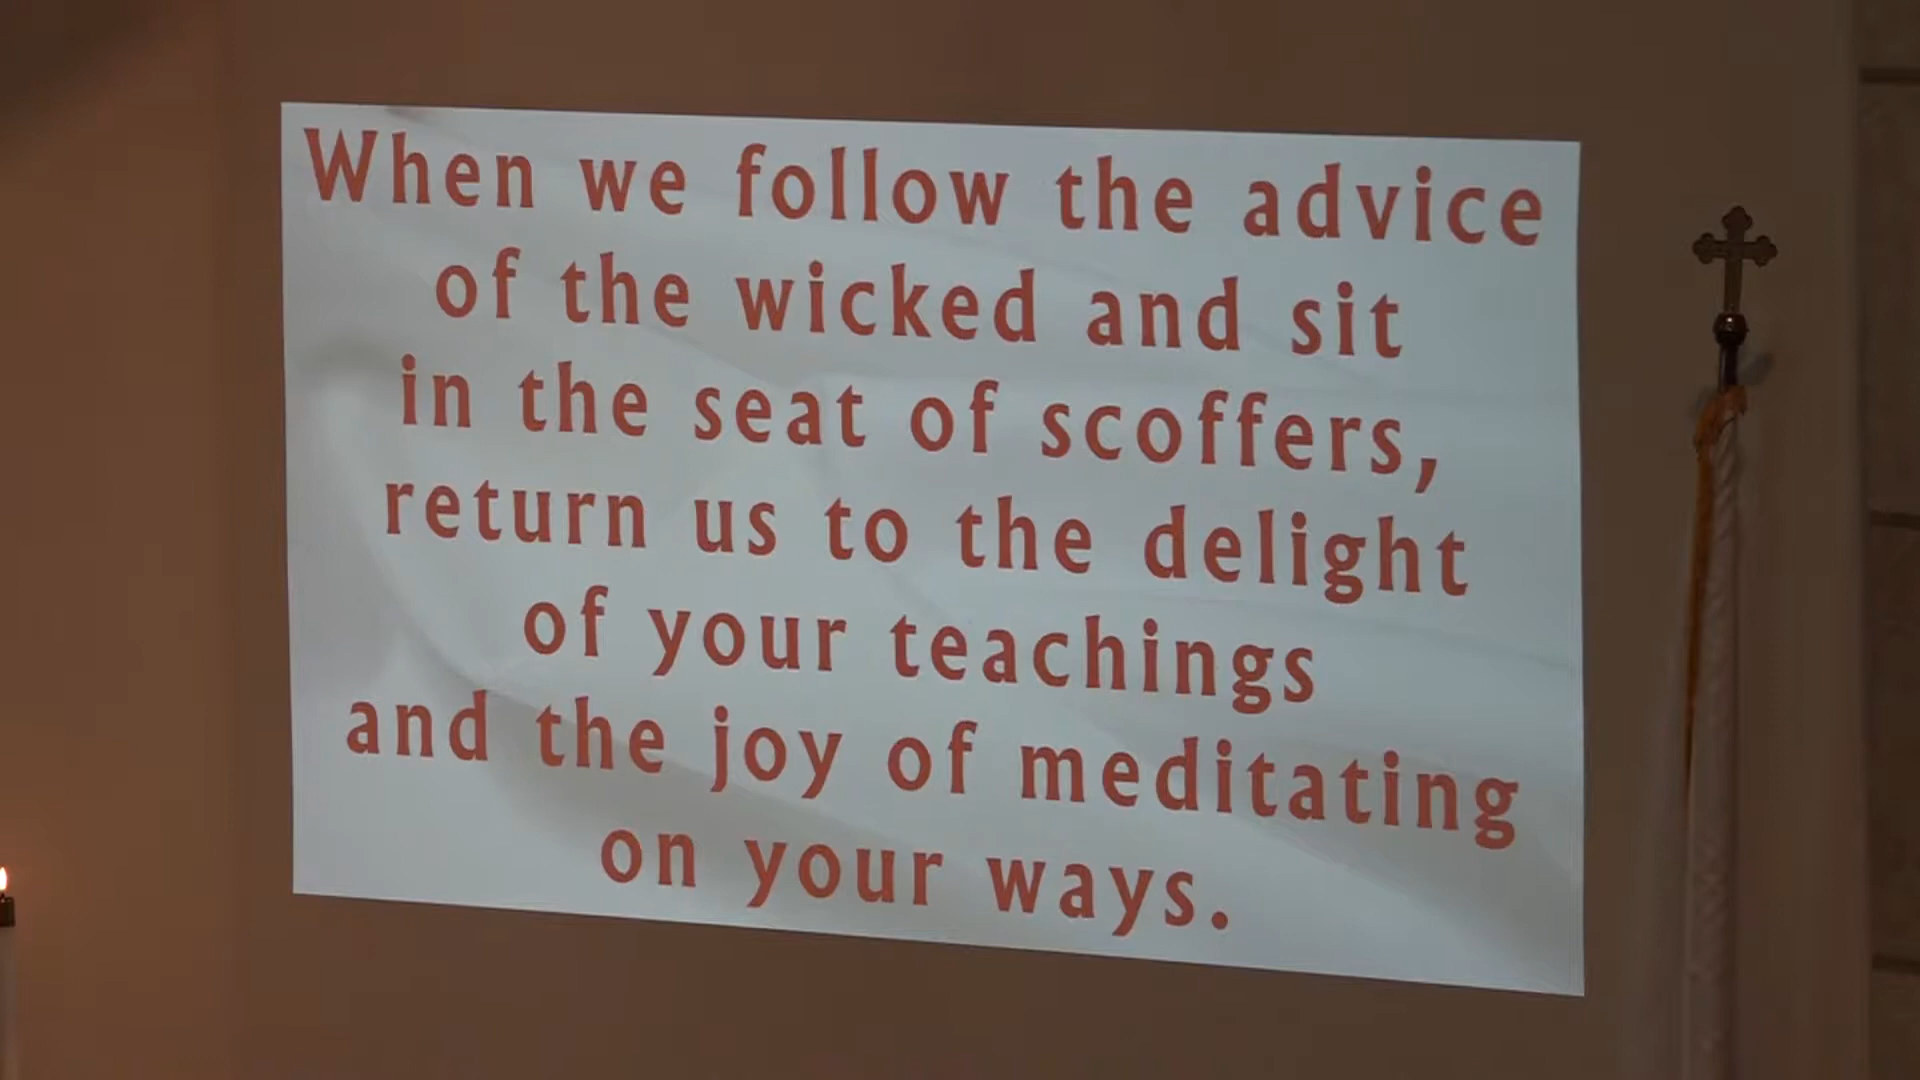 When we follow the advice
of the wicked and sit
in the seat of scoffers,
return us to the delight
of your teachings
and the joy of meditating
on your ways.